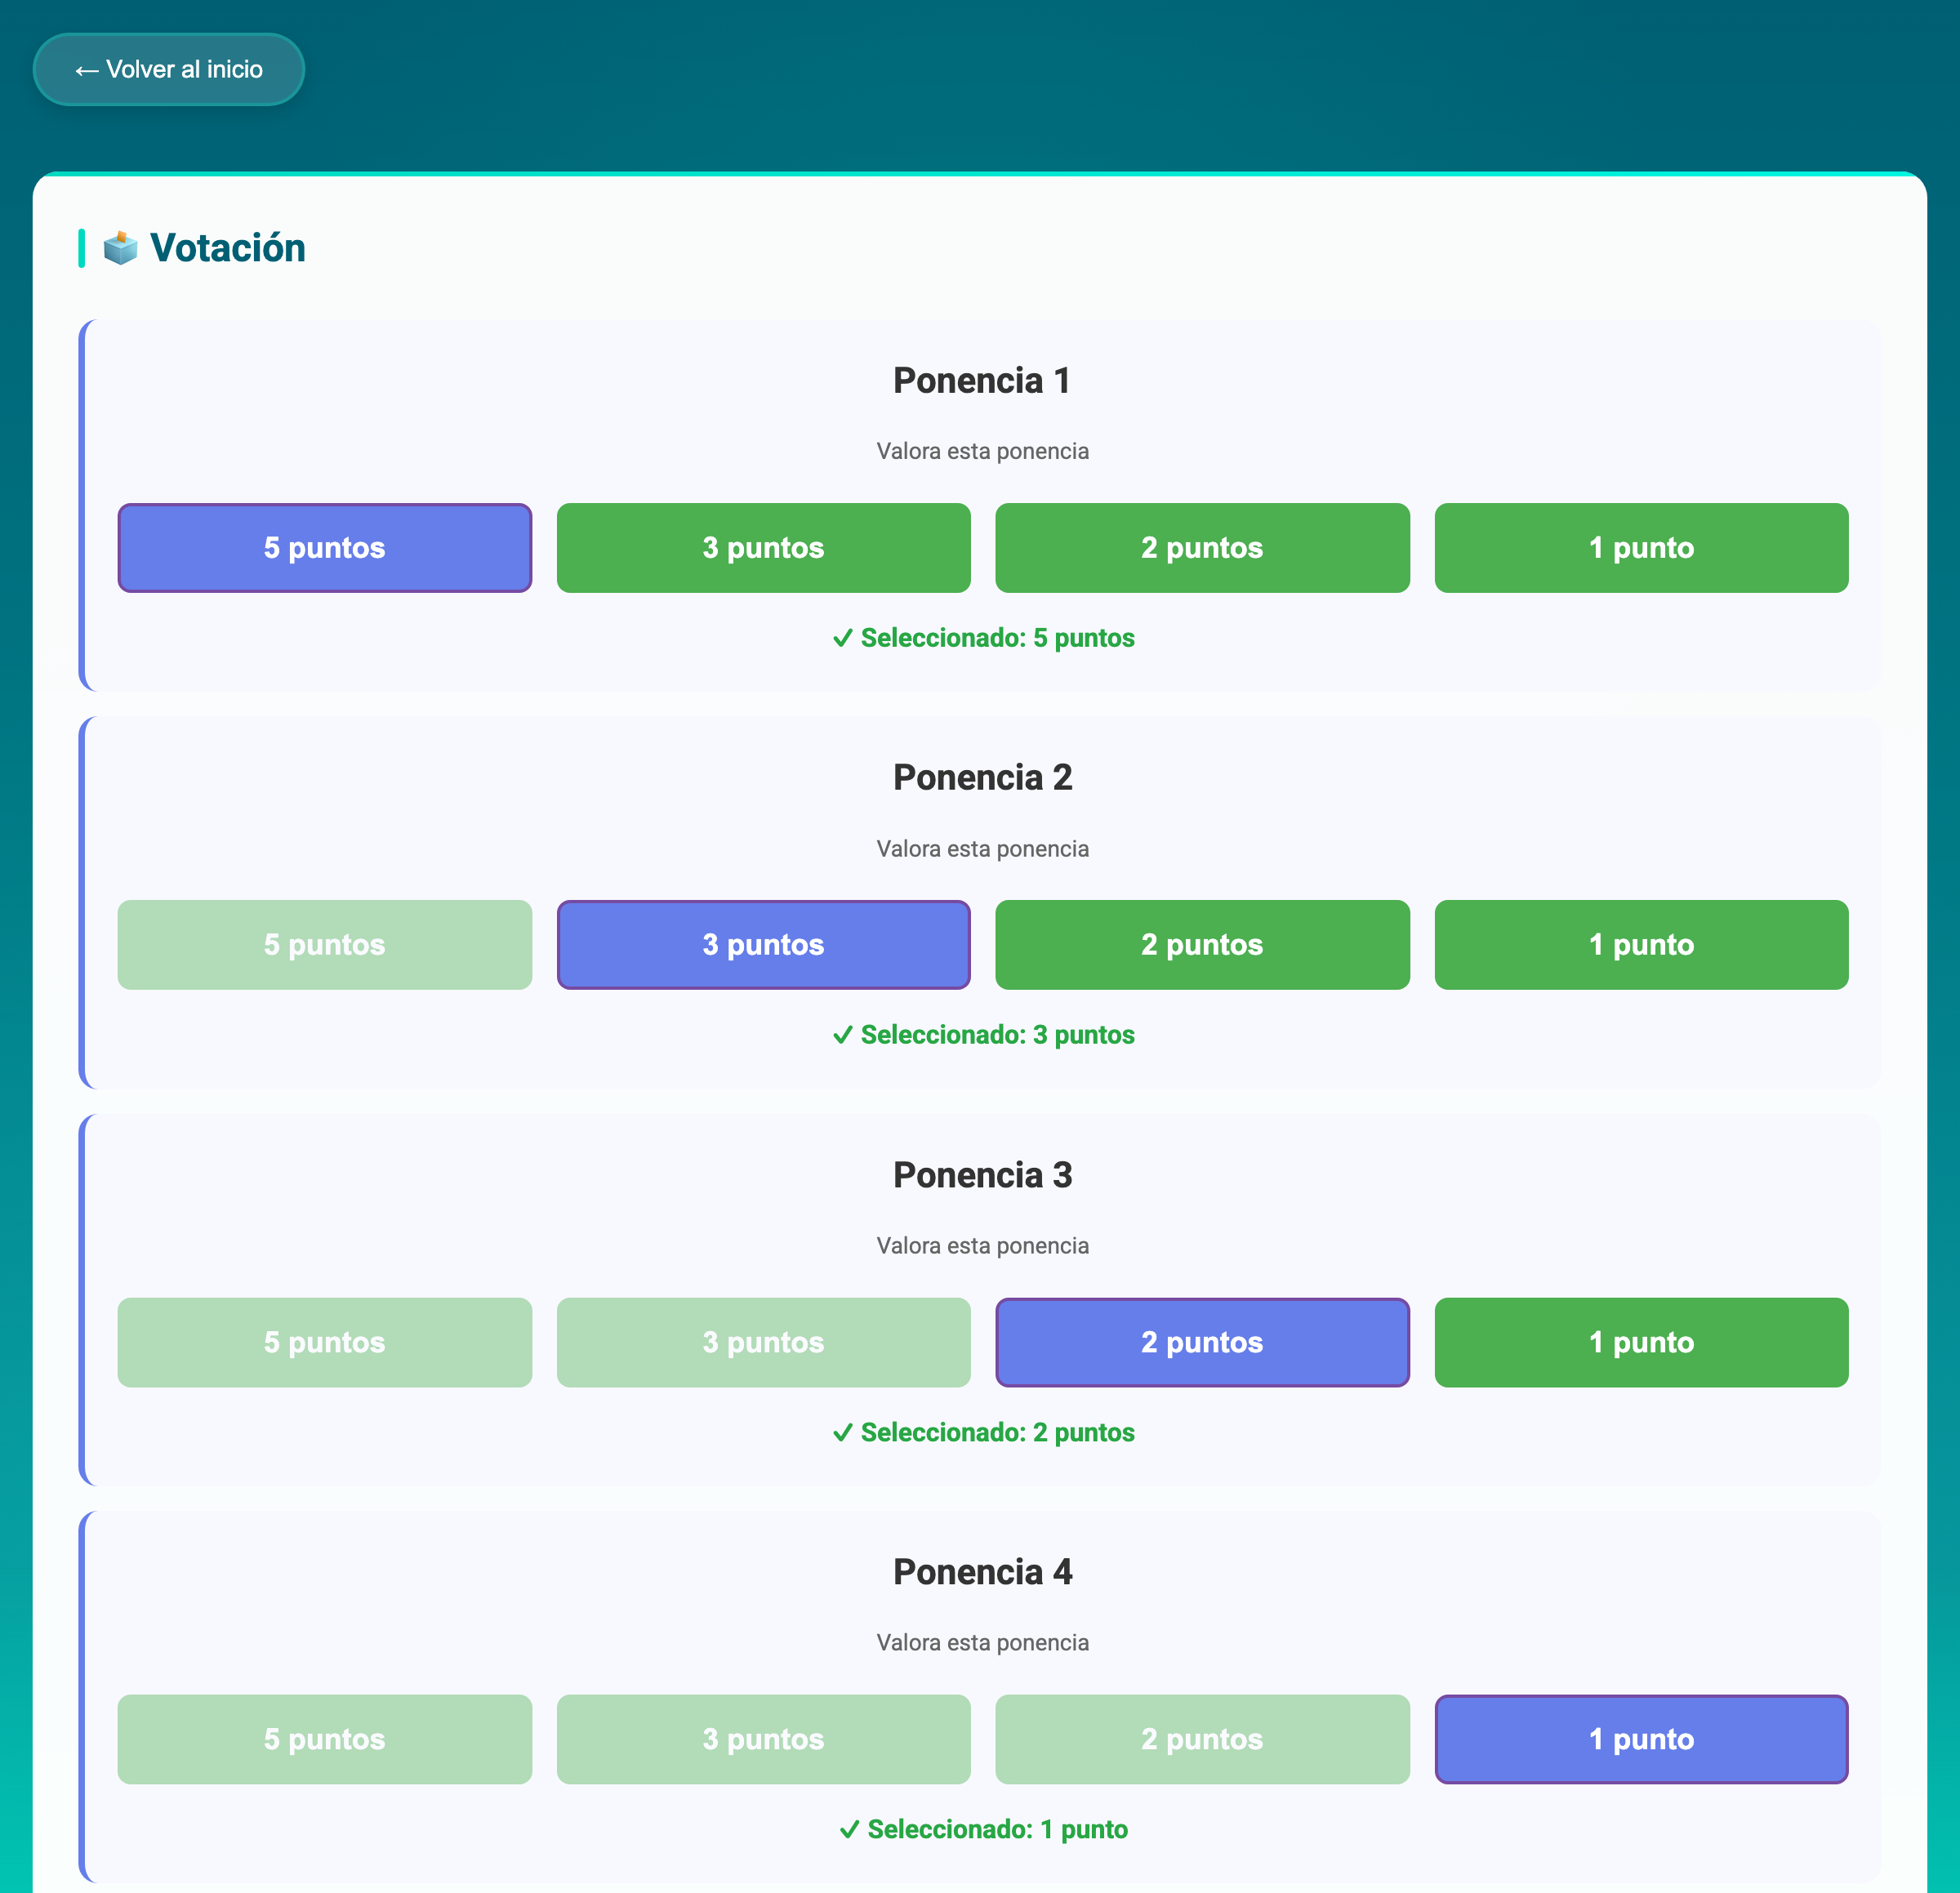 ← Volver al inicio
Votación
Ponencia 1
Valora esta ponencia
5 puntos 3 puntos 2 puntos 1 punto
✓ Seleccionado: 5 puntos
Ponencia 2
Valora esta ponencia
5 puntos 3 puntos 2 puntos 1 punto
✓ Seleccionado: 3 puntos
Ponencia 3
Valora esta ponencia
5 puntos 3 puntos 2 puntos 1 punto
✓ Seleccionado: 2 puntos
Ponencia 4
Valora esta ponencia
5 puntos 3 puntos 2 puntos 1 punto
✓ Seleccionado: 1 punto